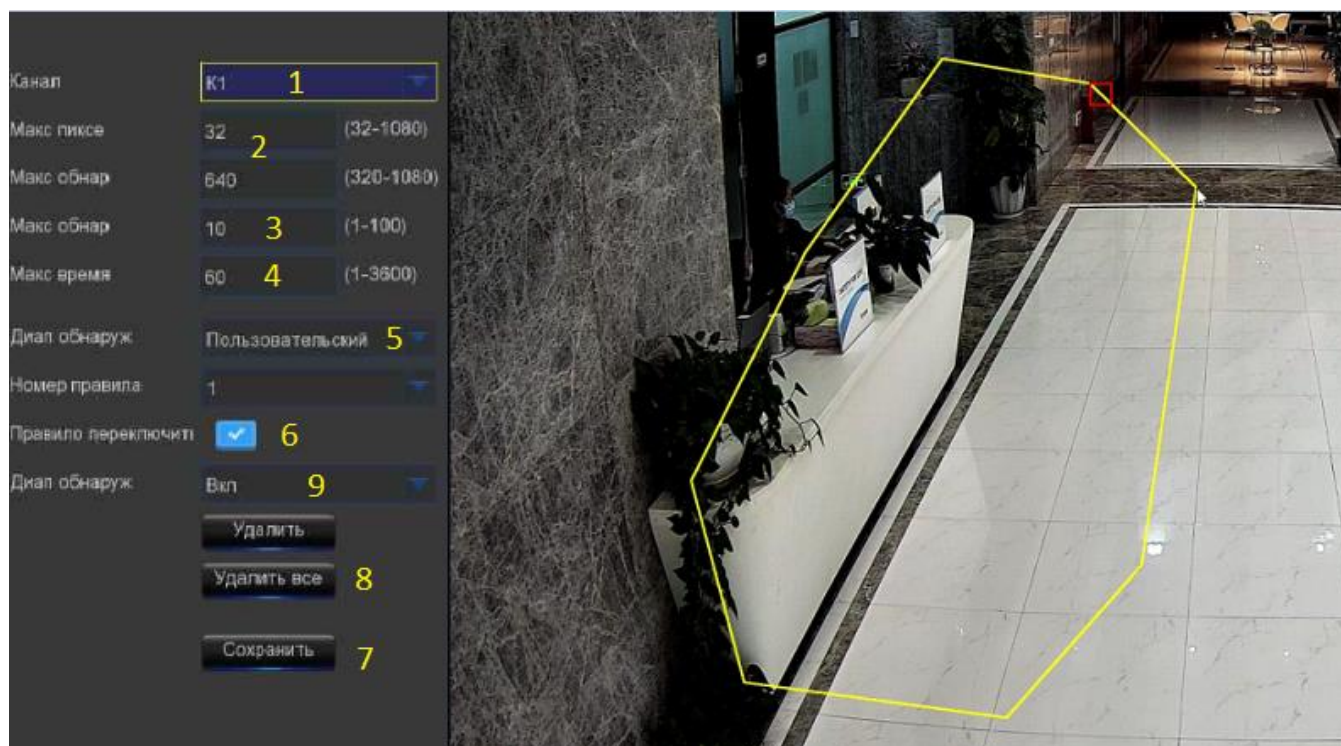 Канал K1 1
Макс пиксе 32 2 (32-1080)
Макс обнар 640 (320-1080)
Макс обнар 10 3 (1-100)
Макс время 60 4 (1-3600)
Диап обнаруж Пользовательский 5
Номер правила 1
Правило переключити 6
Диап обнаруж Вкл 9
Удалить
Удалить все 8
Сохранить 7